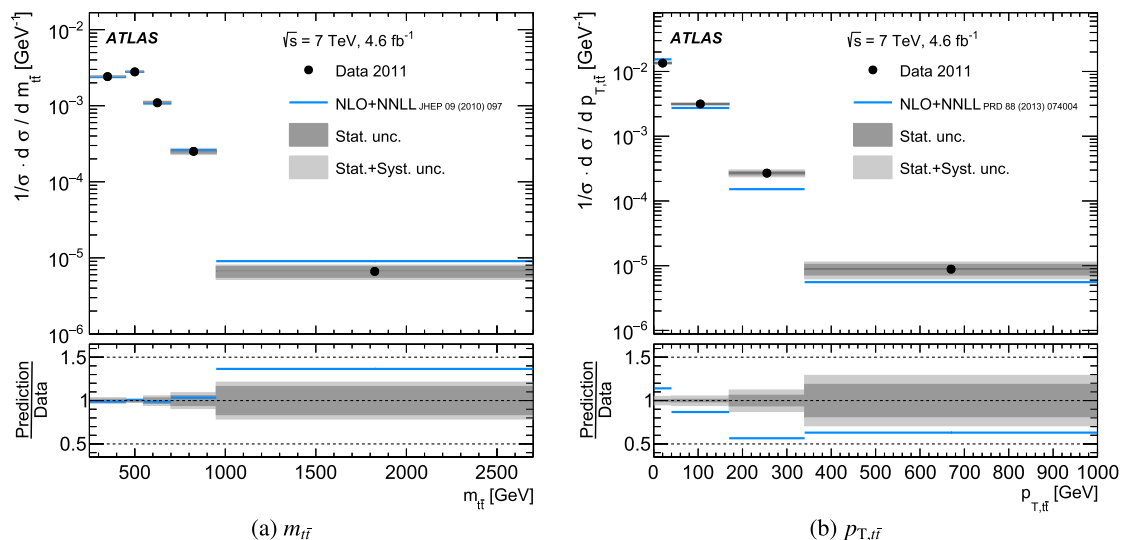 ATLAS
√s = 7 TeV, 4.6 fb⁻¹
Data 2011
NLO+NNLL JHEP 09 (2010) 097
Stat. unc.
Stat.+Syst. unc.
1/σ · d σ / d m_tt̄ [GeV⁻¹]
10⁻²
10⁻³
10⁻⁴
10⁻⁵
10⁻⁶
Prediction
Data
1.5
1
0.5
500 1000 1500 2000 2500
m_tt̄ [GeV]
(a) m_tt̄
ATLAS
√s = 7 TeV, 4.6 fb⁻¹
Data 2011
NLO+NNLL PRD 88 (2013) 074004
Stat. unc.
Stat.+Syst. unc.
1/σ · d σ / d p_T,tt̄ [GeV⁻¹]
10⁻²
10⁻³
10⁻⁴
10⁻⁵
10⁻⁶
Prediction
Data
1.5
1
0.5
0 100 200 300 400 500 600 700 800 900 1000
p_T,tt̄ [GeV]
(b) p_T,tt̄